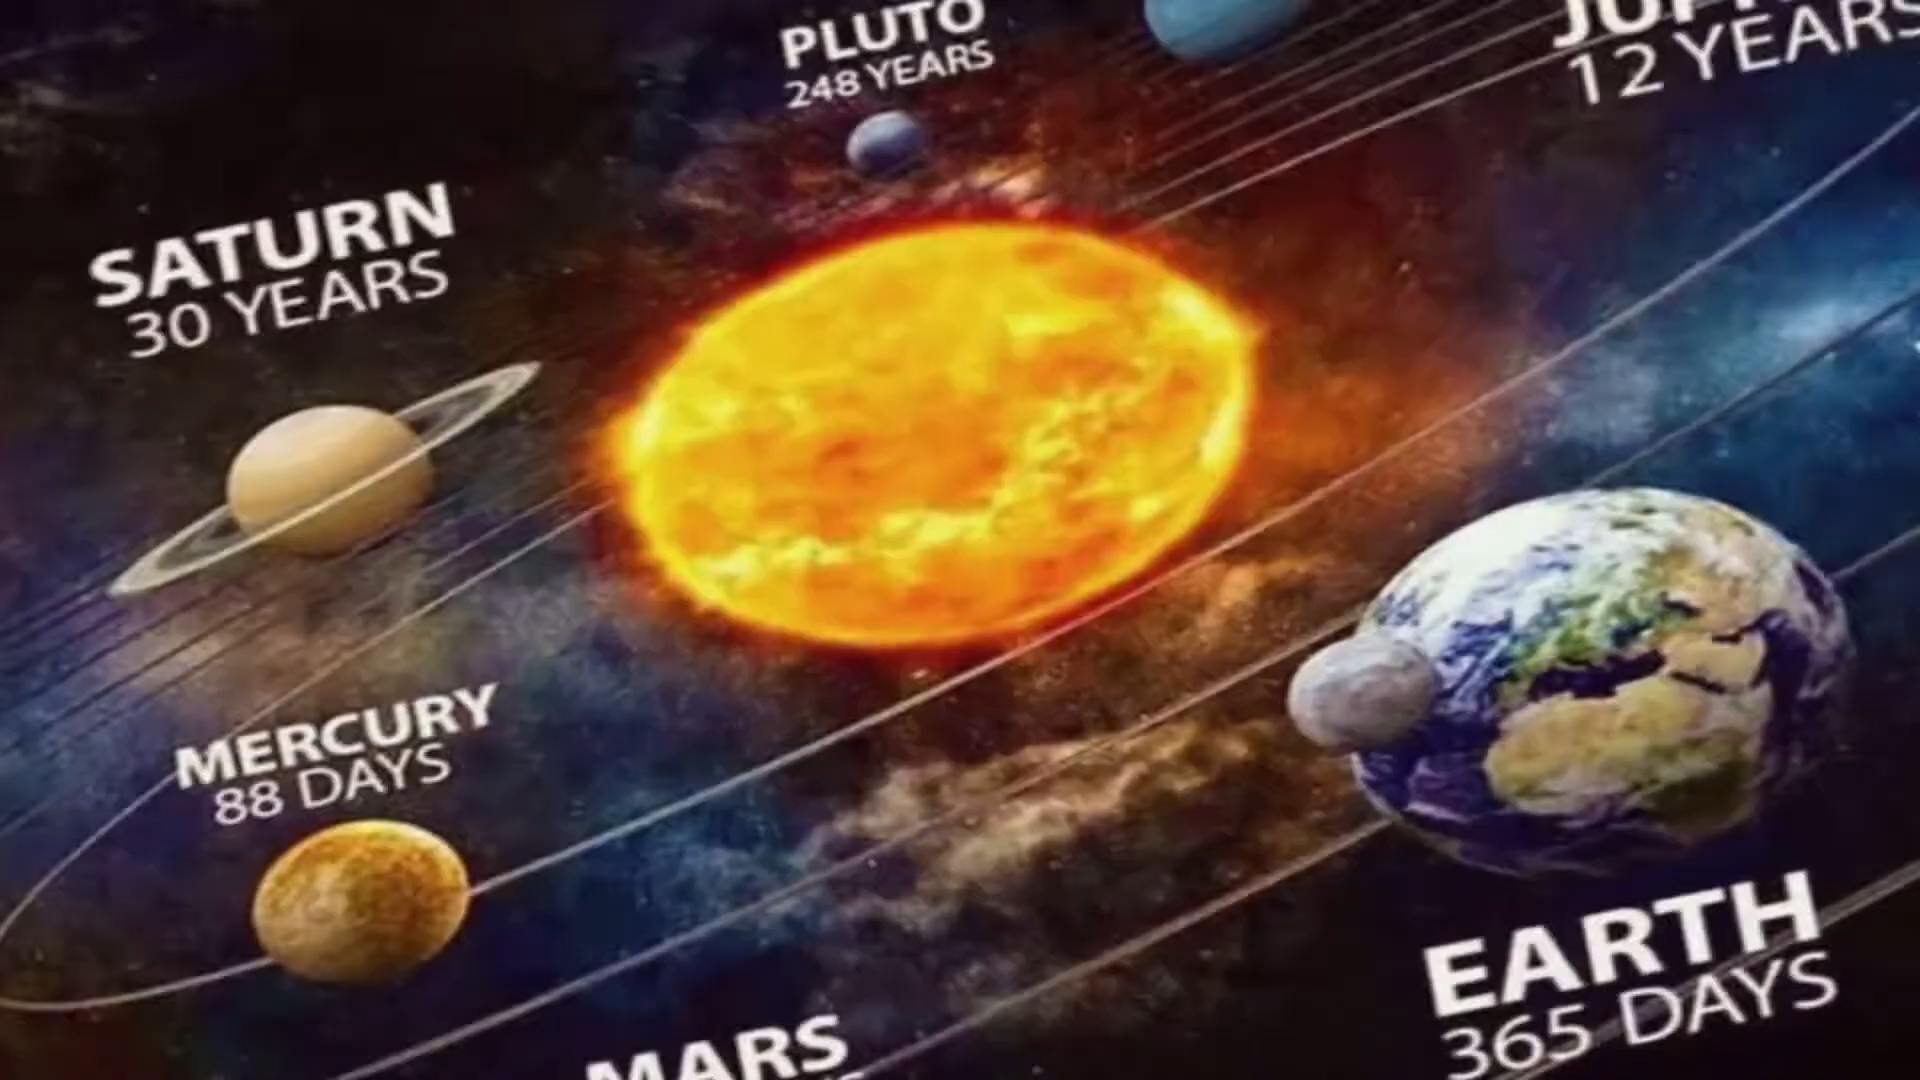 PLUTO
248 YEARS
12 YEARS
SATURN
30 YEARS
MERCURY
88 DAYS
EARTH
365 DAYS
MARS